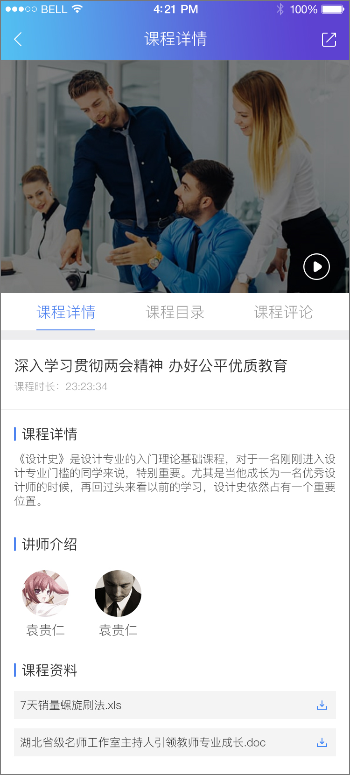 BELL
4:21 PM
100%
课程详情
课程详情
课程目录
课程评论
深入学习贯彻两会精神 办好公平优质教育
课程时长：23:23:34
课程详情
《设计史》是设计专业的入门理论基础课程，对于一名刚刚进入设
计专业门槛的同学来说，特别重要。尤其是当他成长为一名优秀设
计师的时候，再回过头来看以前的学习，设计史依然占有一个重要
位置。
讲师介绍
袁贵仁
袁贵仁
课程资料
7天销量螺旋刷法.xls
湖北省级名师工作室主持人引领教师专业成长.doc